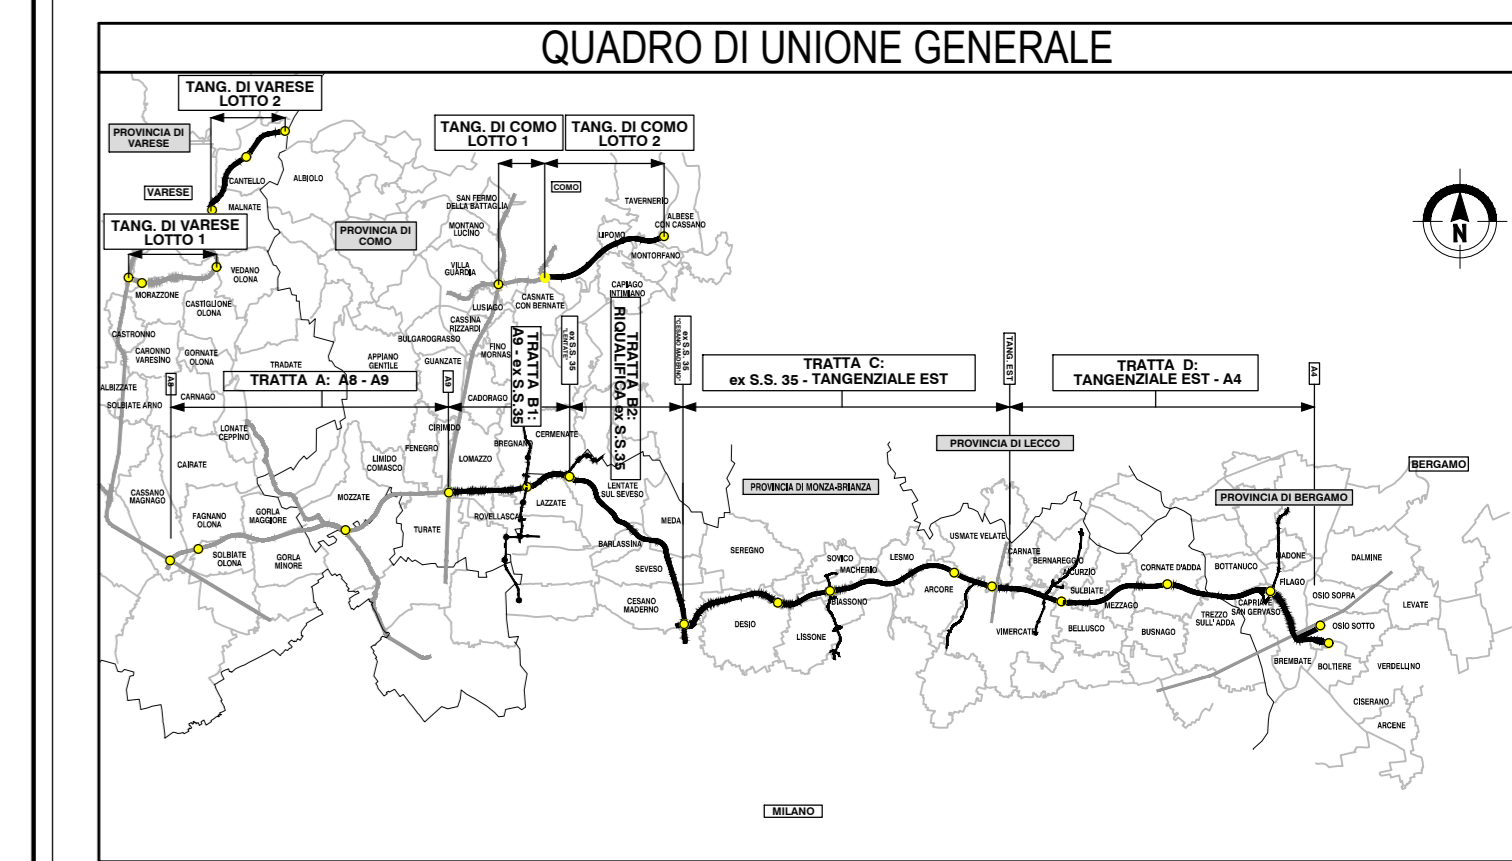 QUADRO DI UNIONE GENERALE
TANG. DI VARESE
LOTTO 2
PROVINCIA DI
VARESE
CANTELLO
ALBIOLO
VARESE
MALNATE
TANG. DI VARESE
LOTTO 1
PROVINCIA DI
COMO
VEDANO
OLONA
MORAZZONE
CASTIGLIONE
OLONA
TANG. DI COMO
LOTTO 1
TANG. DI COMO
LOTTO 2
COMO
SAN FERMO
DELLA BATTAGLIA
TAVERNERIO
ALBESE
CON CASSANO
MONTANO
LUCINO
LIPOMO
MONTORFANO
VILLA
GUARDIA
CAPIAGO
INTIMIANO
LUSIAGO
CASNATE
CON BERNATE
CASSINA
RIZZARDI
CASTRONNO
BULGAROGRASSO
FINO
MORNAS
CARONNO
VARESINO
GORNATE
OLONA
TRADATE
APPIANO
GENTILE
GUANZATE
ALBIZZATE
A8
CARNAGO
TRATTA A: A8 - A9
A9
CADORAGO
SOLBIATE ARNO
TRATTA B1:
A9 - ex S.S.35
ex S.S. 35
"LENTATE"
TRATTA B2:
RIQUALIFICA ex S.S.35
ex S.S. 35
"CESANO MADERNO"
TRATTA C:
ex S.S. 35 - TANGENZIALE EST
TANG. EST
TRATTA D:
TANGENZIALE EST - A4
A4
N
LONATE
CEPPINO
CIRIMIDO
FENEGRO
BREGNANO
CERMENATE
CAIRATE
LIMIDO
COMASCO
LOMAZZO
PROVINCIA DI LECCO
BERGAMO
CASSANO
MAGNAGO
MOZZATE
LAZZATE
LENTATE
SUL SEVESO
PROVINCIA DI MONZA-BRIANZA
PROVINCIA DI BERGAMO
FAGNANO
OLONA
GORLA
MAGGIORE
TURATE
ROVELLASCA
MEDA
SOLBIATE
OLONA
GORLA
MINORE
BARLASSINA
SEREGNO
SOVICO
MACHERIO
LESMO
USMATE VELATE
CARNATE
BERNAREGGIO
CORNATE D'ADDA
BOTTANUCO
MADONE
DALMINE
SEVESO
AICURZIO
FILAGO
CESANO
MADERNO
BIASSONO
ARCORE
SULBIATE
MEZZAGO
CAPRIATE
SAN GERVASO
OSIO SOPRA
LEVATE
DESIO
LISSONE
VIMERCATE
BELLUSCO
BUSNAGO
TREZZO
SULL' ADDA
OSIO SOTTO
BREMBATE
BOLTIERE
VERDELLINO
CISERANO
ARCENE
MILANO